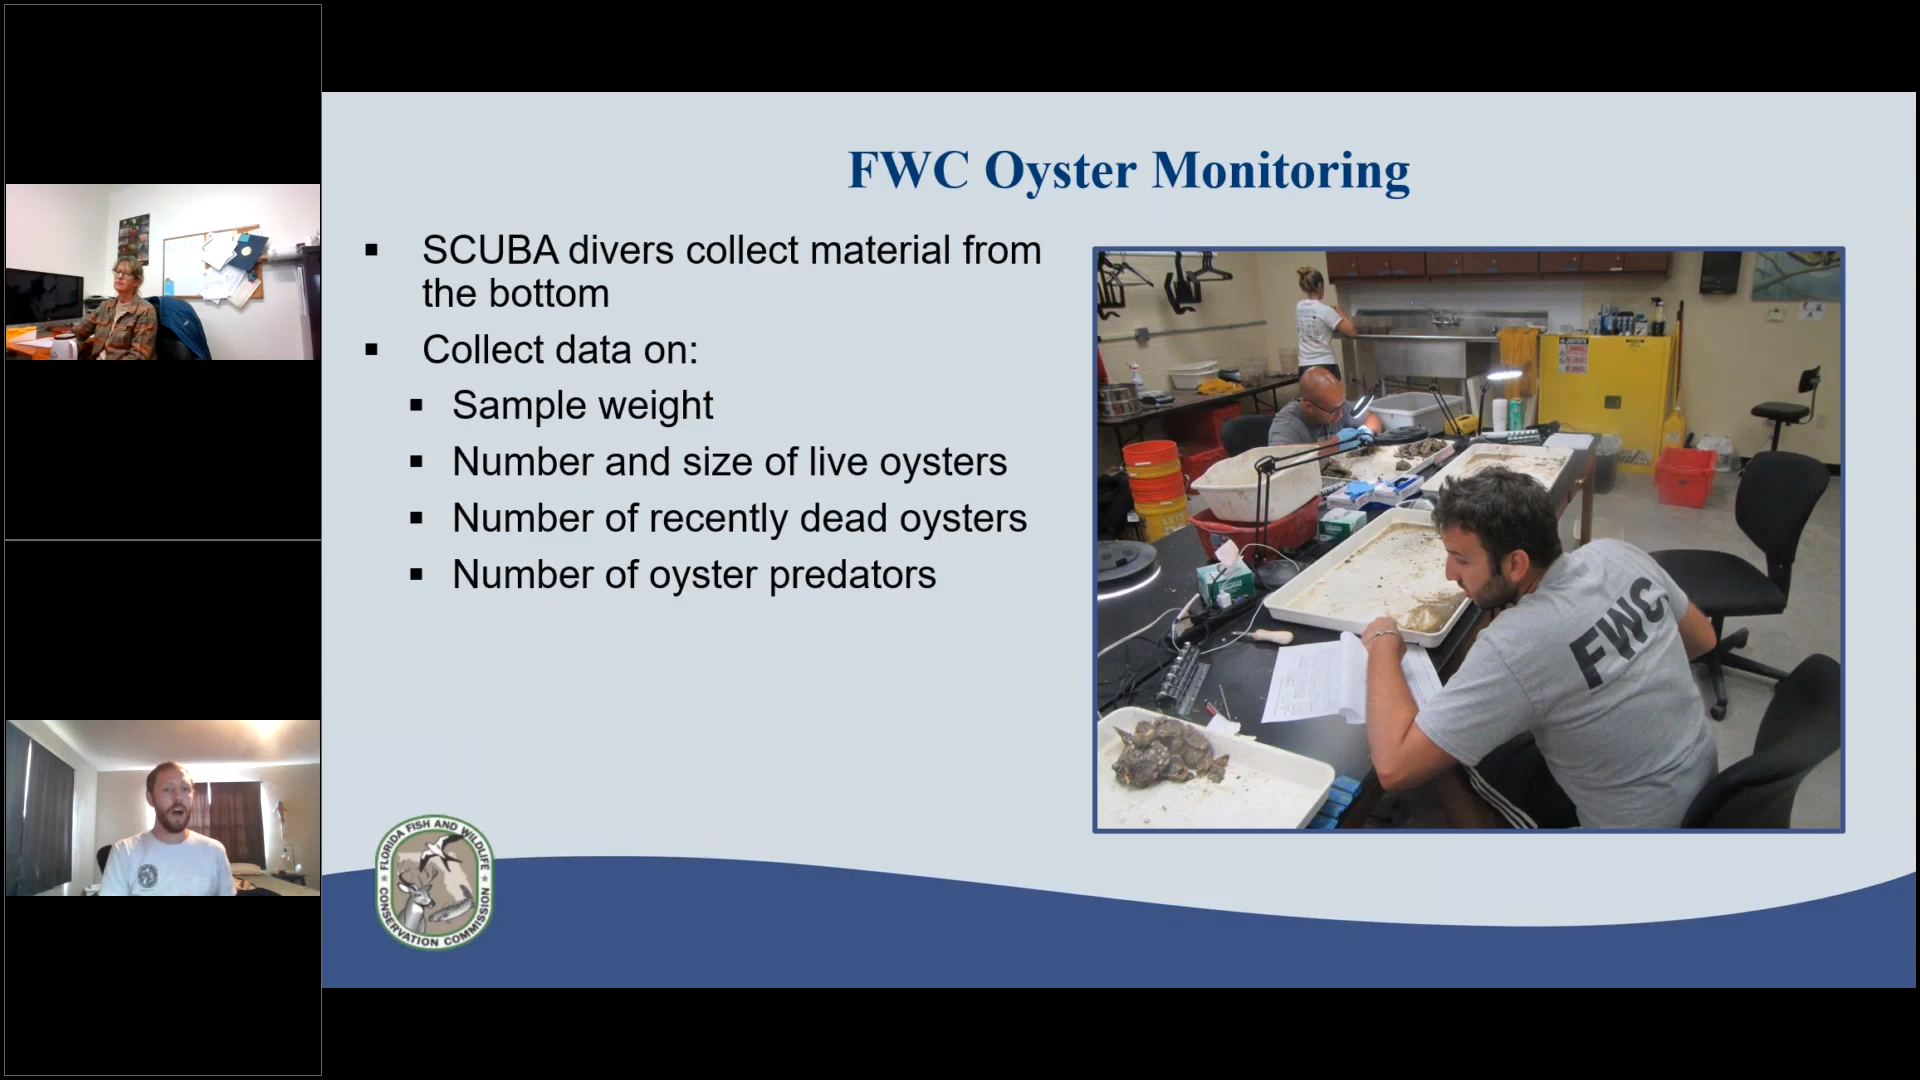 FWC Oyster Monitoring
▪ SCUBA divers collect material from
the bottom
▪ Collect data on:
▪ Sample weight
▪ Number and size of live oysters
▪ Number of recently dead oysters
▪ Number of oyster predators
FWC
FLORIDA FISH AND WILDLIFE
CONSERVATION COMMISSION